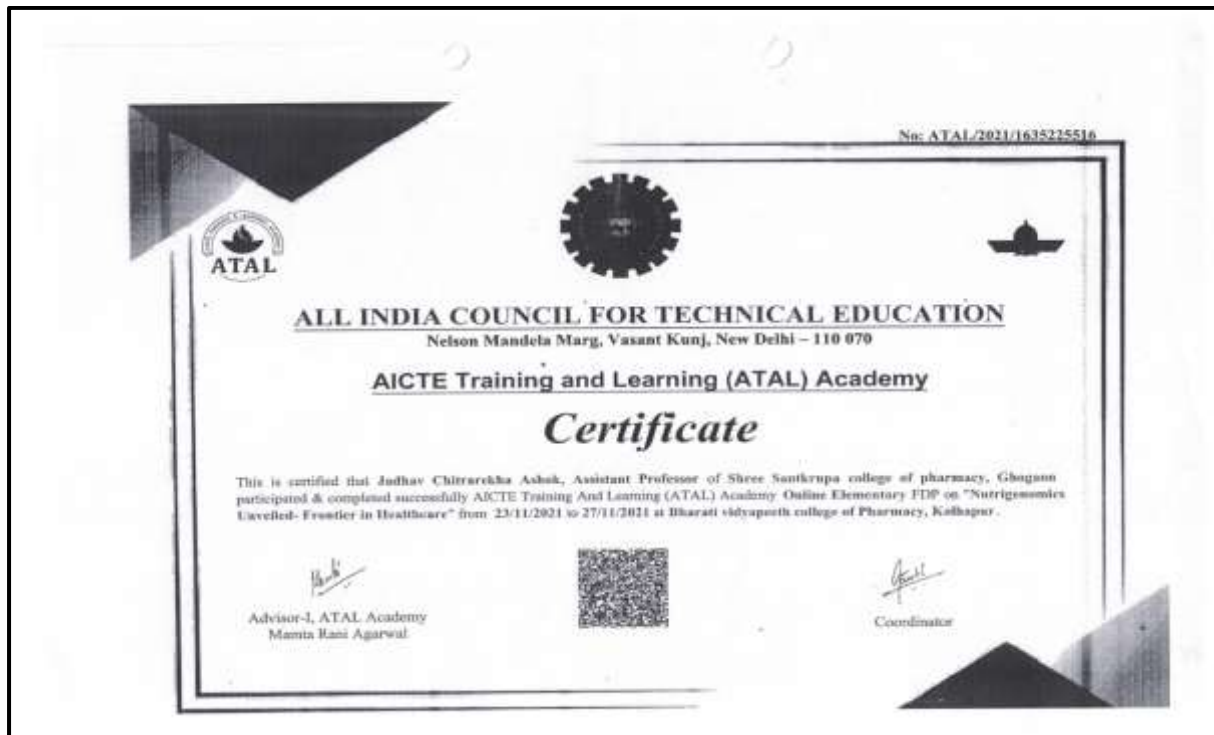 No: ATAL/2021/1635225516
ATAL
ALL INDIA COUNCIL FOR TECHNICAL EDUCATION
Nelson Mandela Marg, Vasant Kunj, New Delhi – 110 070
AICTE Training and Learning (ATAL) Academy
Certificate
This is certified that Jadhav Chitrarekha Ashok, Assistant Professor of Shree Santkrupa college of pharmacy, Ghogaon
participated & completed successfully AICTE Training And Learning (ATAL) Academy Online Elementary FDP on "Nutrigenomics
Unveiled- Frontier in Healthcare" from 23/11/2021 to 27/11/2021 at Bharati vidyapeeth college of Pharmacy, Kolhapur.
Advisor-I, ATAL Academy
Mamta Rani Agarwal
Coordinator